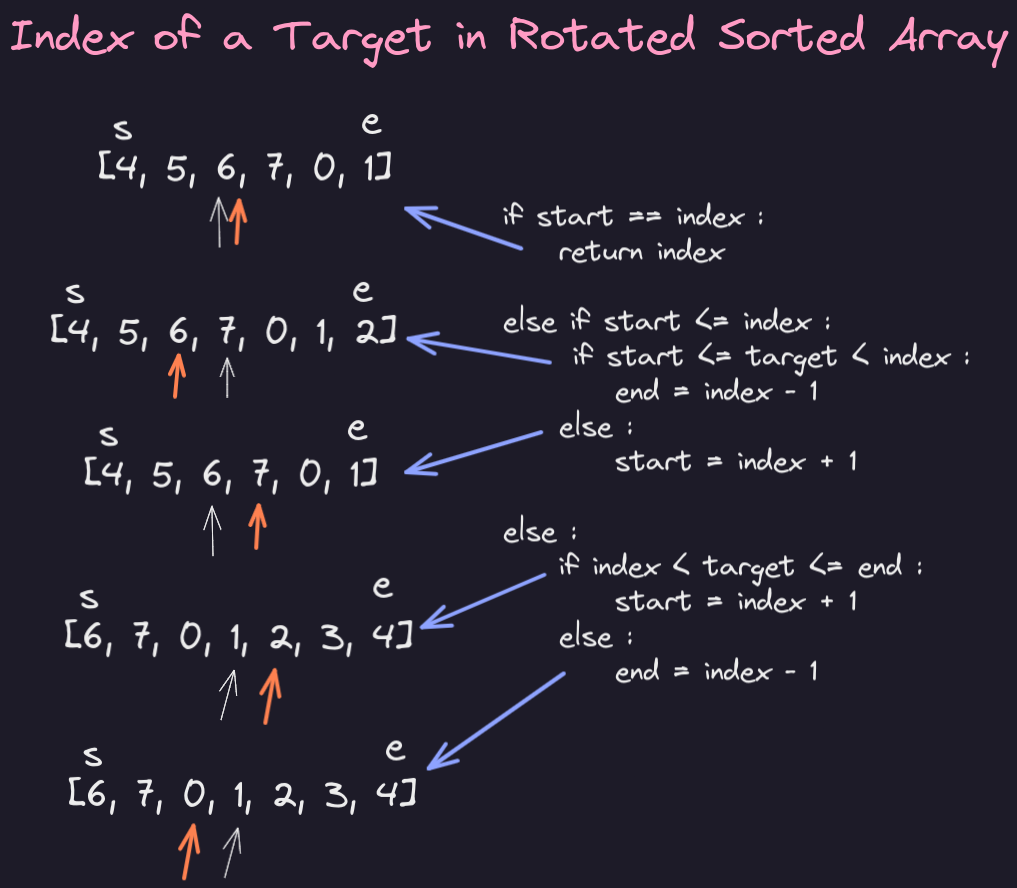 Index of a Target in Rotated Sorted Array
s e
[4, 5, 6, 7, 0, 1]
if start == index :
return index
s e
[4, 5, 6, 7, 0, 1, 2]
else if start <= index :
if start <= target < index :
end = index - 1
else :
start = index + 1
s e
[4, 5, 6, 7, 0, 1]
else :
if index < target <= end :
start = index + 1
else :
end = index - 1
s e
[6, 7, 0, 1, 2, 3, 4]
s e
[6, 7, 0, 1, 2, 3, 4]